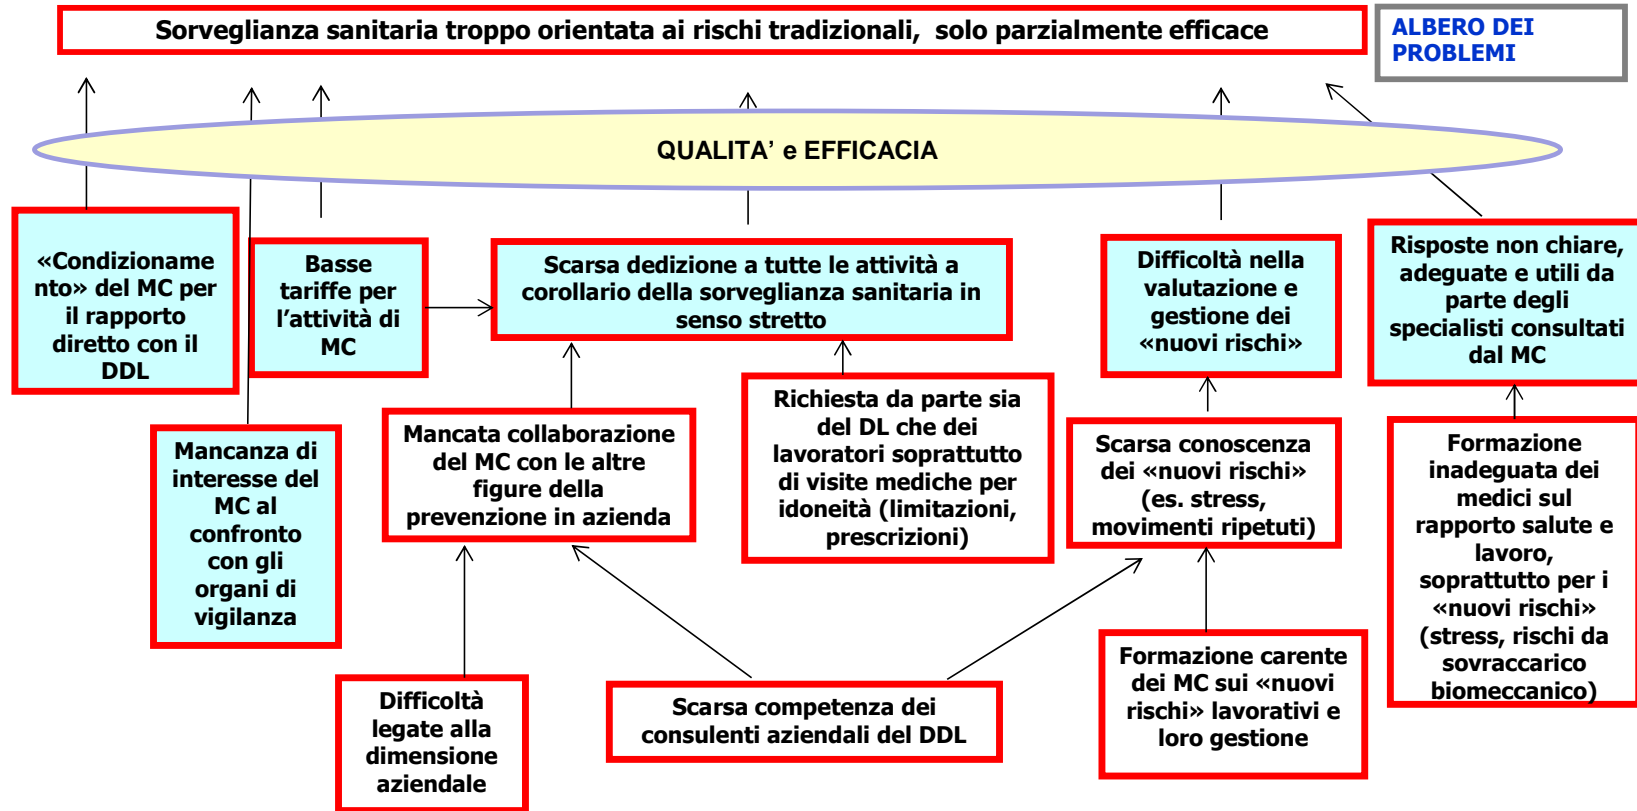 Sorveglianza sanitaria troppo orientata ai rischi tradizionali, solo parzialmente efficace
ALBERO DEI
PROBLEMI
QUALITA' e EFFICACIA
«Condizioname
nto» del MC per
il rapporto
diretto con il
DDL
Basse
tariffe per
l'attività di
MC
Scarsa dedizione a tutte le attività a
corollario della sorveglianza sanitaria in
senso stretto
Difficoltà nella
valutazione e
gestione dei
«nuovi rischi»
Risposte non chiare,
adeguate e utili da
parte degli
specialisti consultati
dal MC
Mancanza di
interesse del
MC al
confronto
con gli
organi di
vigilanza
Mancata collaborazione
del MC con le altre
figure della
prevenzione in azienda
Richiesta da parte sia
del DL che dei
lavoratori soprattutto
di visite mediche per
idoneità (limitazioni,
prescrizioni)
Scarsa conoscenza
dei «nuovi rischi»
(es. stress,
movimenti ripetuti)
Formazione
inadeguata dei
medici sul
rapporto salute e
lavoro,
soprattutto per i
«nuovi rischi»
(stress, rischi da
sovraccarico
biomeccanico)
Difficoltà
legate alla
dimensione
aziendale
Scarsa competenza dei
consulenti aziendali del DDL
Formazione carente
dei MC sui «nuovi
rischi» lavorativi e
loro gestione